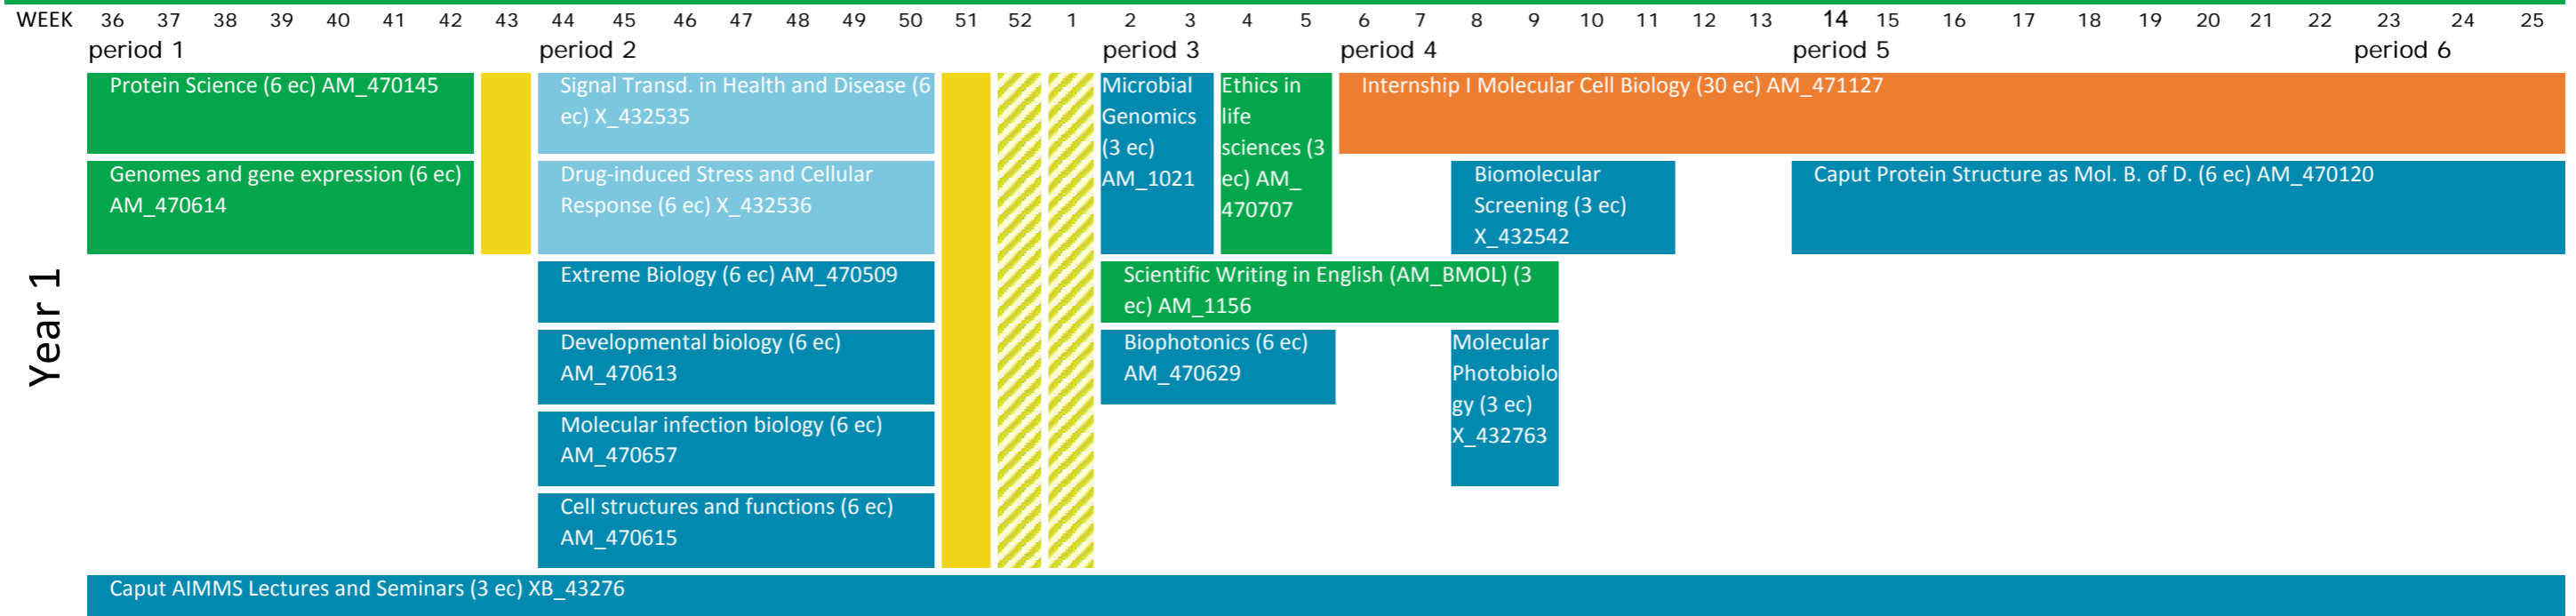 WEEK 36 37 38 39 40 41 42 43 44 45 46 47 48 49 50 51 52 1 2 3 4 5 6 7 8 9 10 11 12 13 14 15 16 17 18 19 20 21 22 23 24 25
period 1 period 2 period 3 period 4 period 5 period 6
Year 1
Protein Science (6 ec) AM_470145
Genomes and gene expression (6 ec)
AM_470614
Signal Transd. in Health and Disease (6
ec) X_432535
Drug-induced Stress and Cellular
Response (6 ec) X_432536
Extreme Biology (6 ec) AM_470509
Developmental biology (6 ec)
AM_470613
Molecular infection biology (6 ec)
AM_470657
Cell structures and functions (6 ec)
AM_470615
Microbial
Genomics
(3 ec)
AM_1021
Ethics in
life
sciences (3
ec) AM_
470707
Scientific Writing in English (AM_BMOL) (3
ec) AM_1156
Biophotonics (6 ec)
AM_470629
Internship I Molecular Cell Biology (30 ec) AM_471127
Biomolecular
Screening (3 ec)
X_432542
Molecular
Photobiolo
gy (3 ec)
X_432763
Caput Protein Structure as Mol. B. of D. (6 ec) AM_470120
Caput AIMMS Lectures and Seminars (3 ec) XB_43276